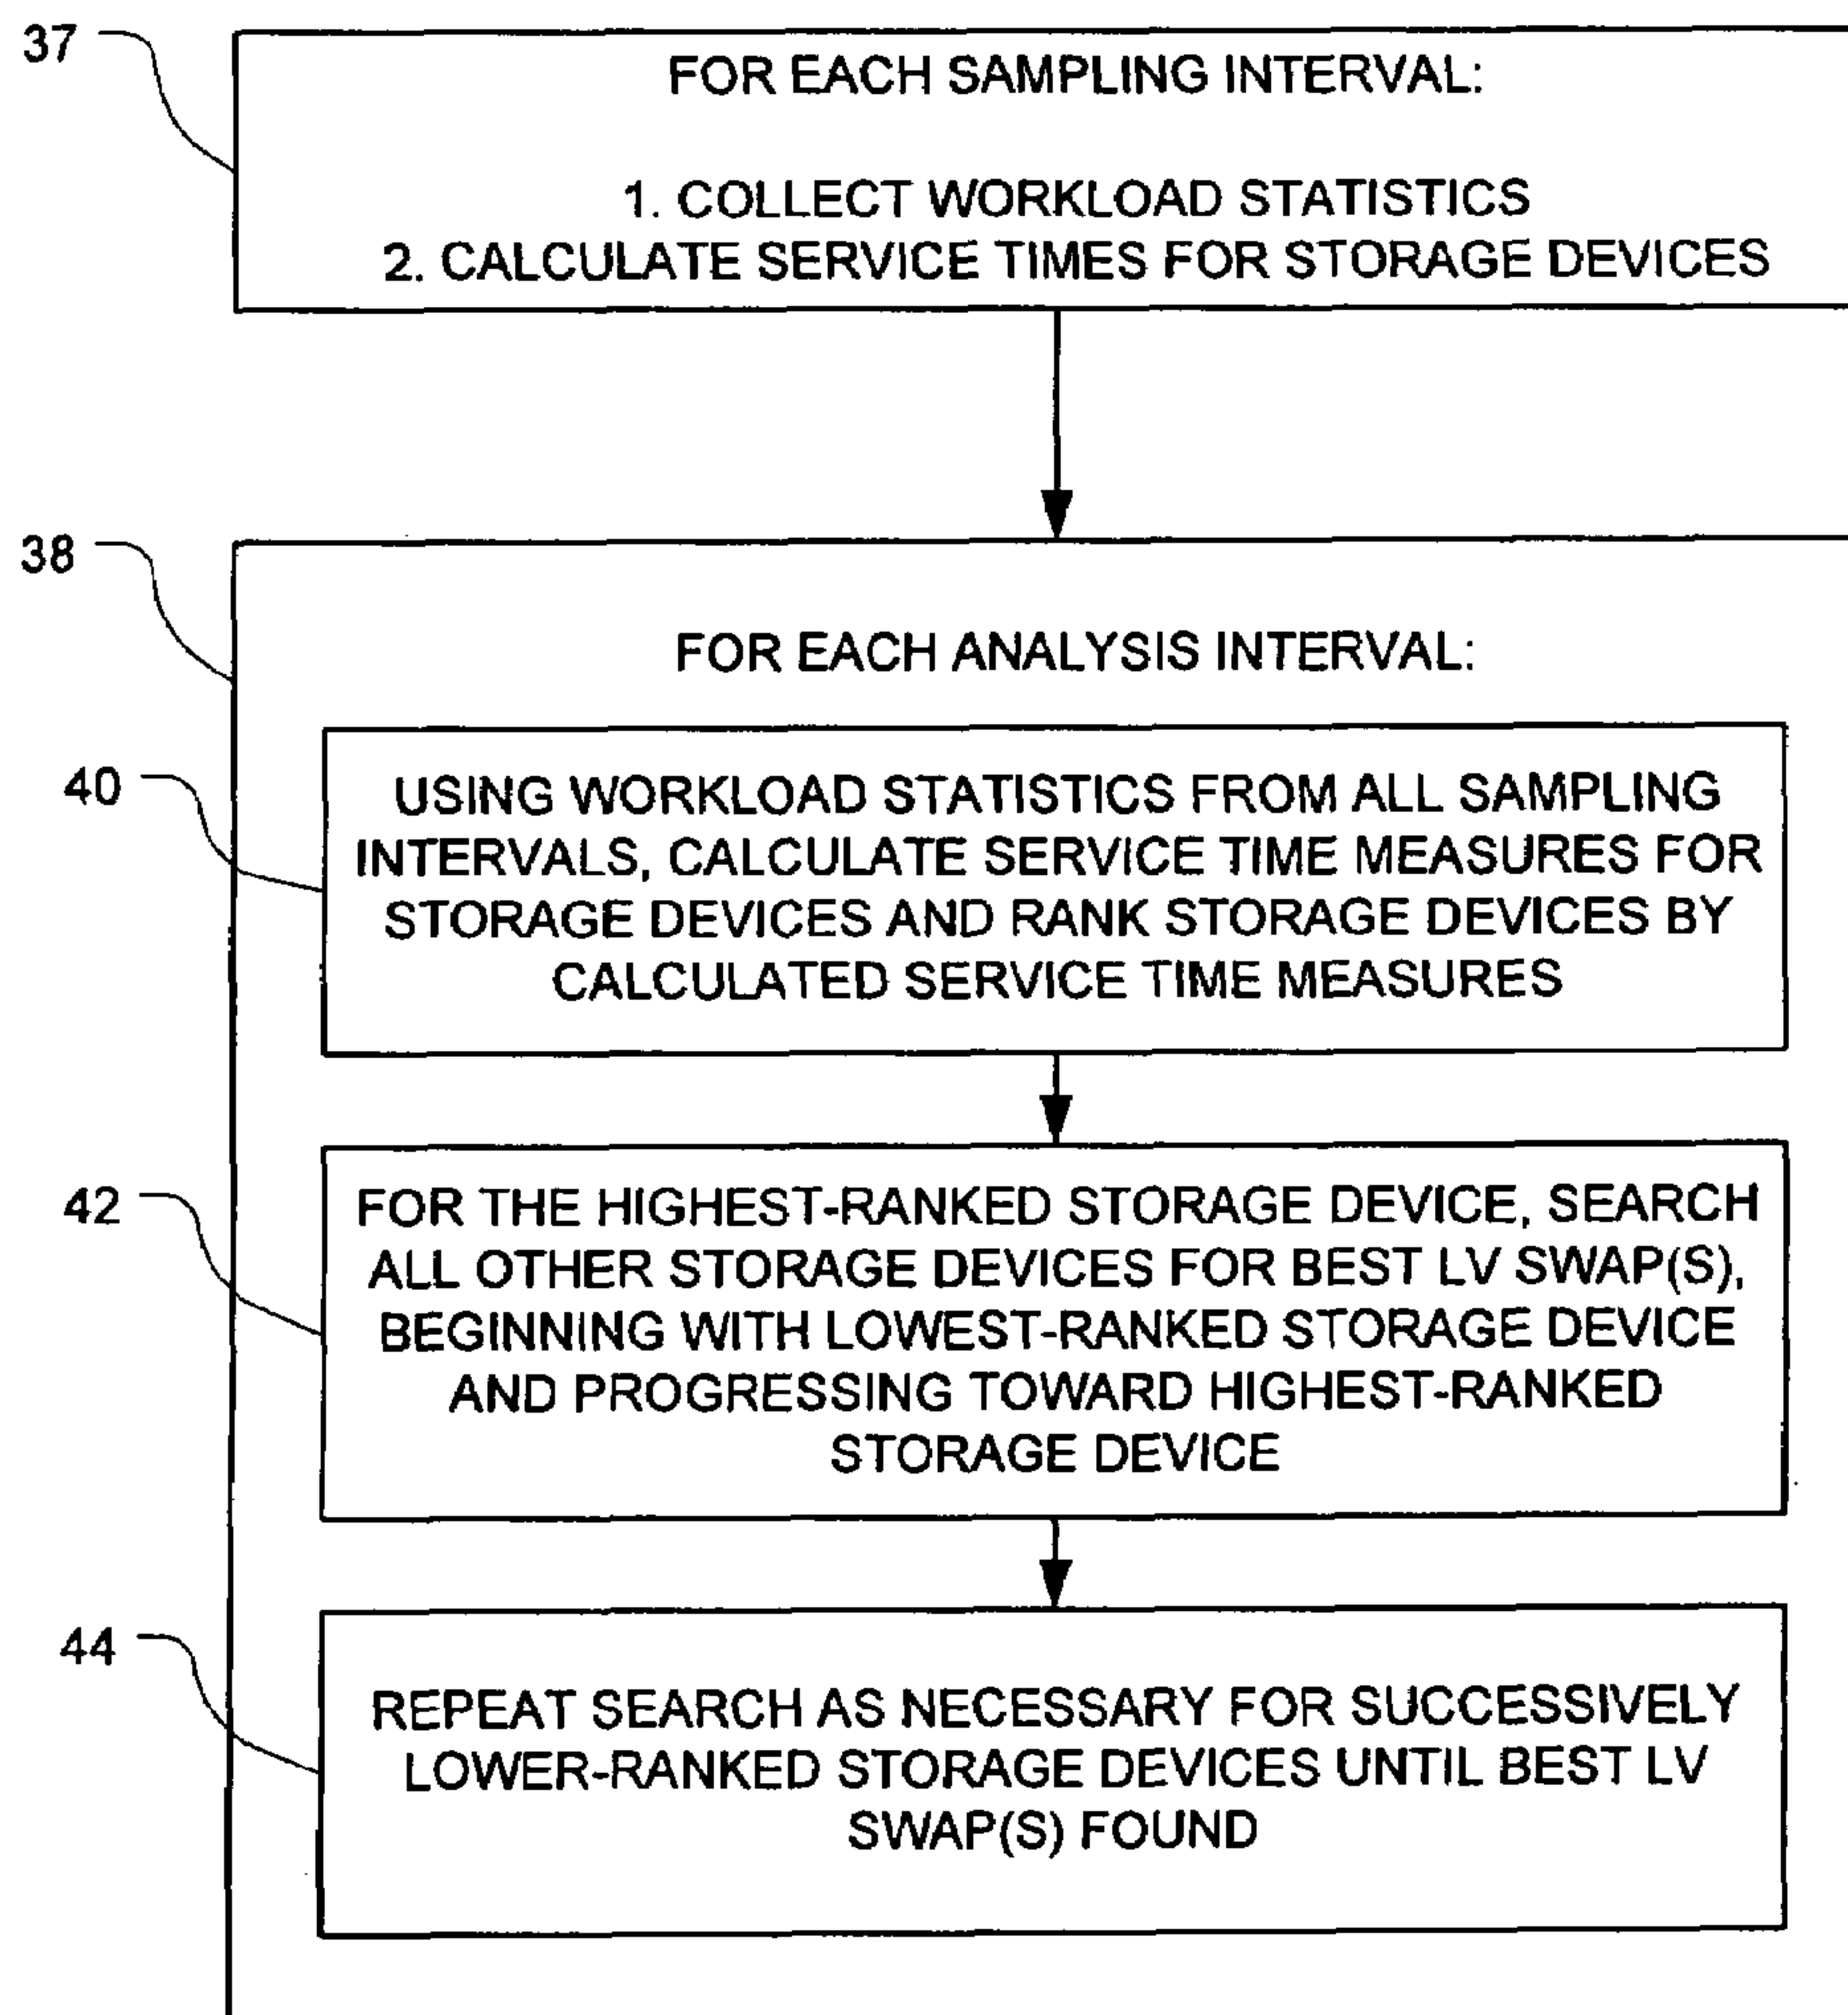 37
FOR EACH SAMPLING INTERVAL:
1. COLLECT WORKLOAD STATISTICS
2. CALCULATE SERVICE TIMES FOR STORAGE DEVICES
38
FOR EACH ANALYSIS INTERVAL:
40
USING WORKLOAD STATISTICS FROM ALL SAMPLING
INTERVALS, CALCULATE SERVICE TIME MEASURES FOR
STORAGE DEVICES AND RANK STORAGE DEVICES BY
CALCULATED SERVICE TIME MEASURES
42
FOR THE HIGHEST-RANKED STORAGE DEVICE, SEARCH
ALL OTHER STORAGE DEVICES FOR BEST LV SWAP(S),
BEGINNING WITH LOWEST-RANKED STORAGE DEVICE
AND PROGRESSING TOWARD HIGHEST-RANKED
STORAGE DEVICE
44
REPEAT SEARCH AS NECESSARY FOR SUCCESSIVELY
LOWER-RANKED STORAGE DEVICES UNTIL BEST LV
SWAP(S) FOUND